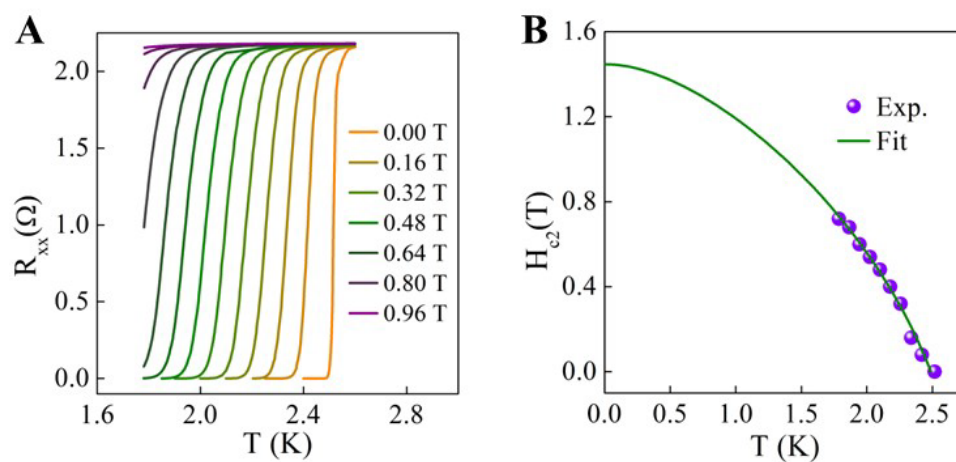 A
R_xx(Ω)
2.0
1.5
1.0
0.5
0.0
1.6 2.0 2.4 2.8
T (K)
0.00 T
0.16 T
0.32 T
0.48 T
0.64 T
0.80 T
0.96 T
B
H_c2(T)
1.6
1.2
0.8
0.4
0.0
0.0 0.5 1.0 1.5 2.0 2.5
T (K)
Exp.
Fit